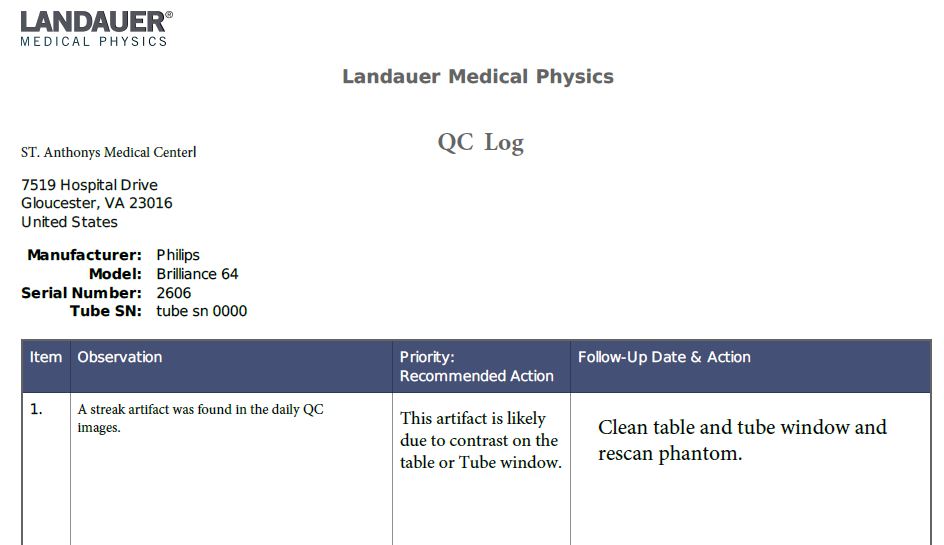 LANDAUER®
MEDICAL PHYSICS
Landauer Medical Physics
QC Log
ST. Anthonys Medical Center
7519 Hospital Drive
Gloucester, VA 23016
United States
Manufacturer: Philips
Model: Brilliance 64
Serial Number: 2606
Tube SN: tube sn 0000
Item Observation Priority: Follow-Up Date & Action
Recommended Action
1. A streak artifact was found in the daily QC
images.
This artifact is likely
due to contrast on the
table or Tube window.
Clean table and tube window and
rescan phantom.